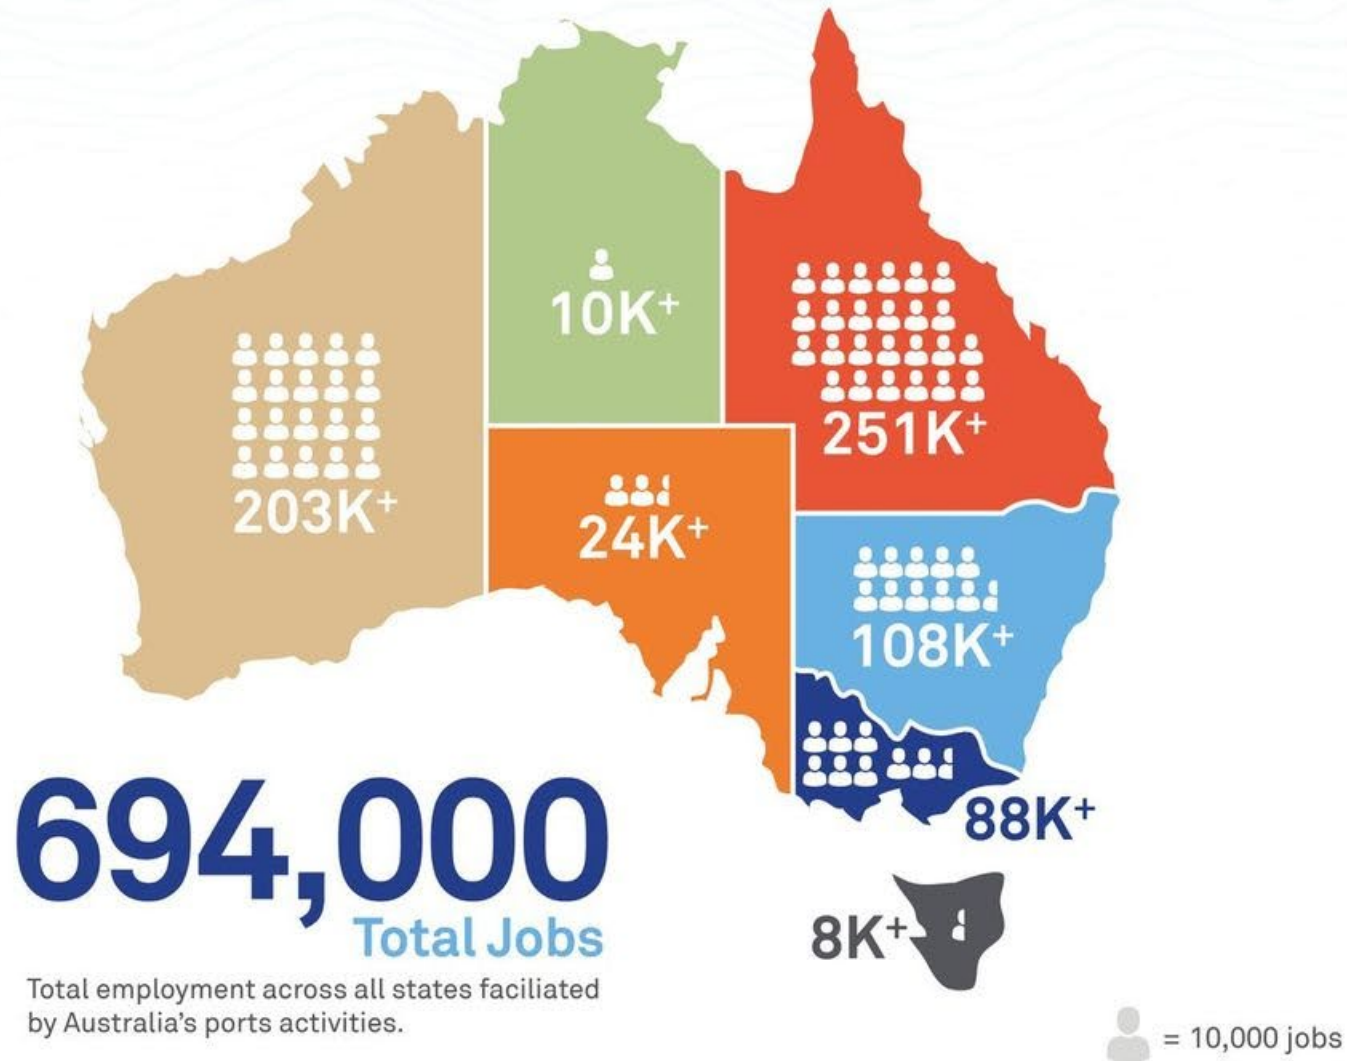 10K+
251K+
203K+
24K+
108K+
88K+
694,000
Total Jobs
8K+
Total employment across all states faciliated
by Australia's ports activities.
= 10,000 jobs